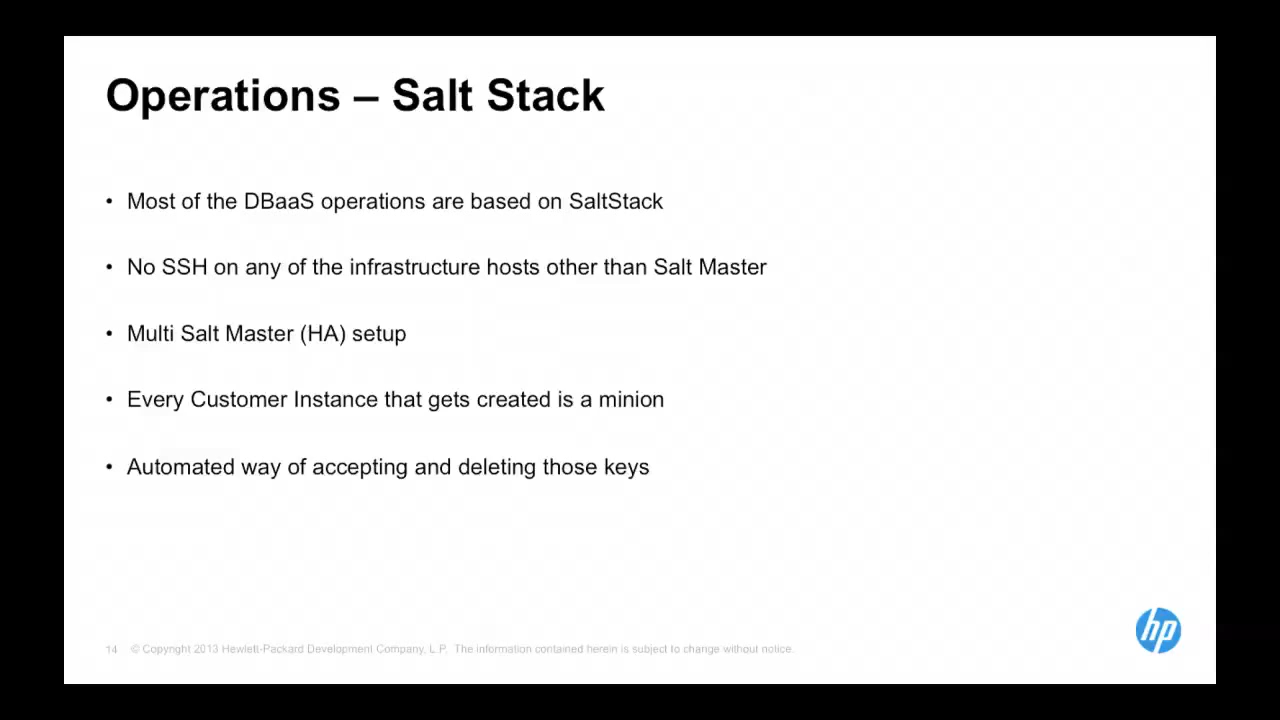 Operations – Salt Stack
• Most of the DBaaS operations are based on SaltStack
• No SSH on any of the infrastructure hosts other than Salt Master
• Multi Salt Master (HA) setup
• Every Customer Instance that gets created is a minion
• Automated way of accepting and deleting those keys
hp
14 © Copyright 2013 Hewlett-Packard Development Company, L.P. The information contained herein is subject to change without notice.